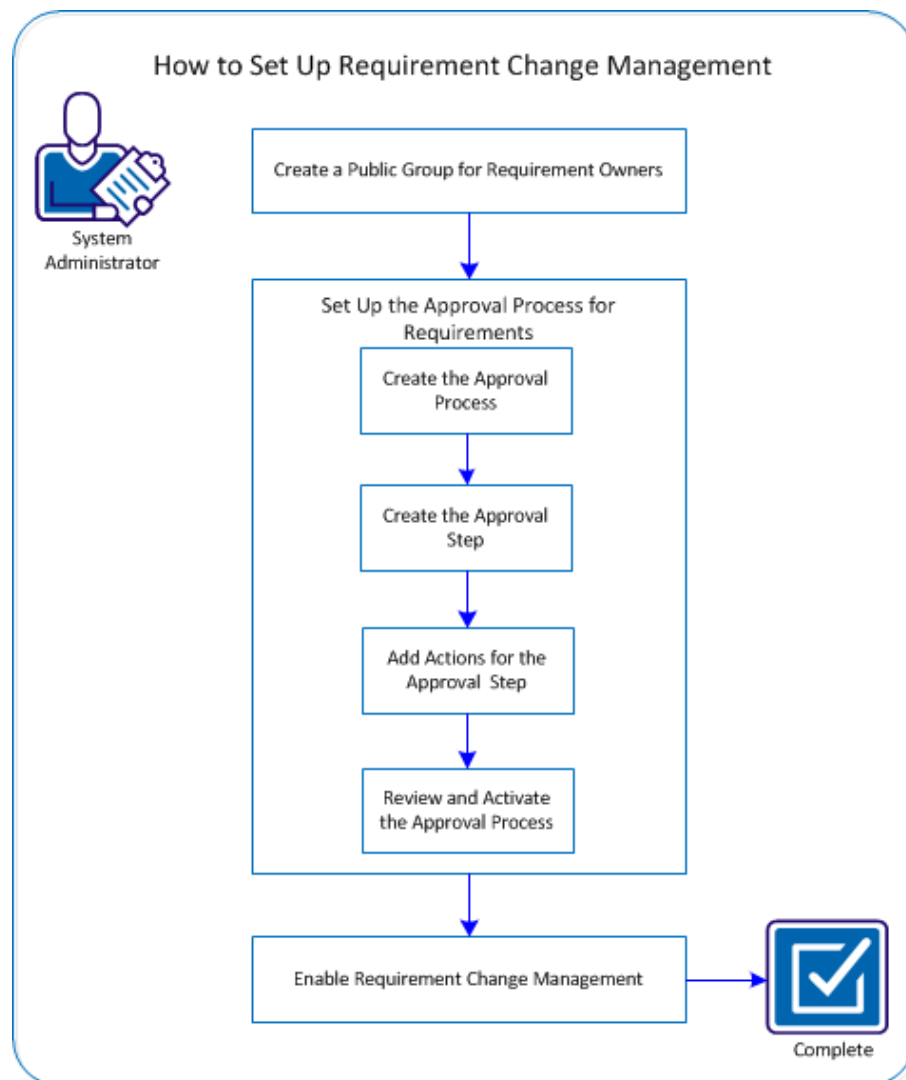 How to Set Up Requirement Change Management
System
Administrator
Create a Public Group for Requirement Owners
Set Up the Approval Process for
Requirements
Create the Approval
Process
Create the Approval
Step
Add Actions for the
Approval Step
Review and Activate
the Approval Process
Enable Requirement Change Management
Complete